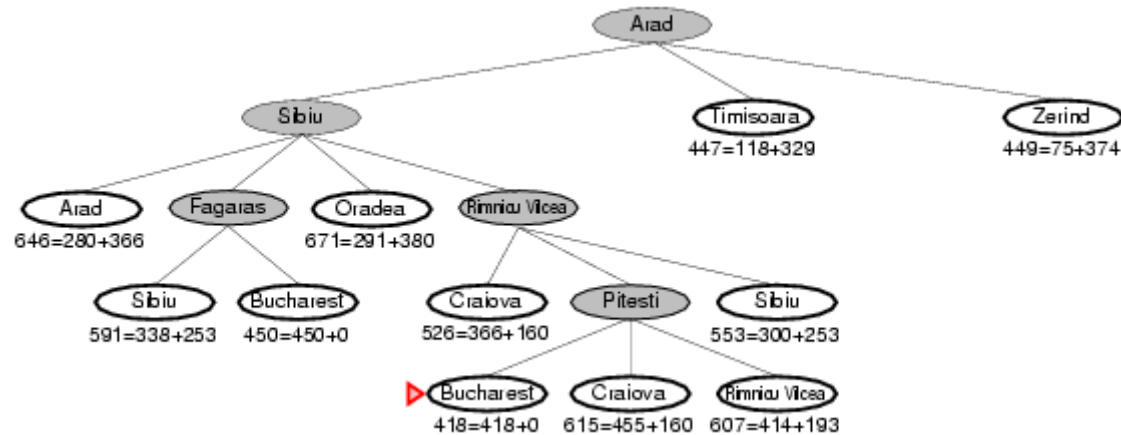 Arad
Sibiu
Timisoara
Zerind
447=118+329
449=75+374
Arad
Fagaras
Oradea
Rimnicu Vilcea
646=280+366
671=291+380
Sibiu
Bucharest
Craiova
Pitesti
Sibiu
591=338+253
450=450+0
526=366+160
553=300+253
Bucharest
Craiova
Rimnicu Vilcea
418=418+0
615=455+160
607=414+193